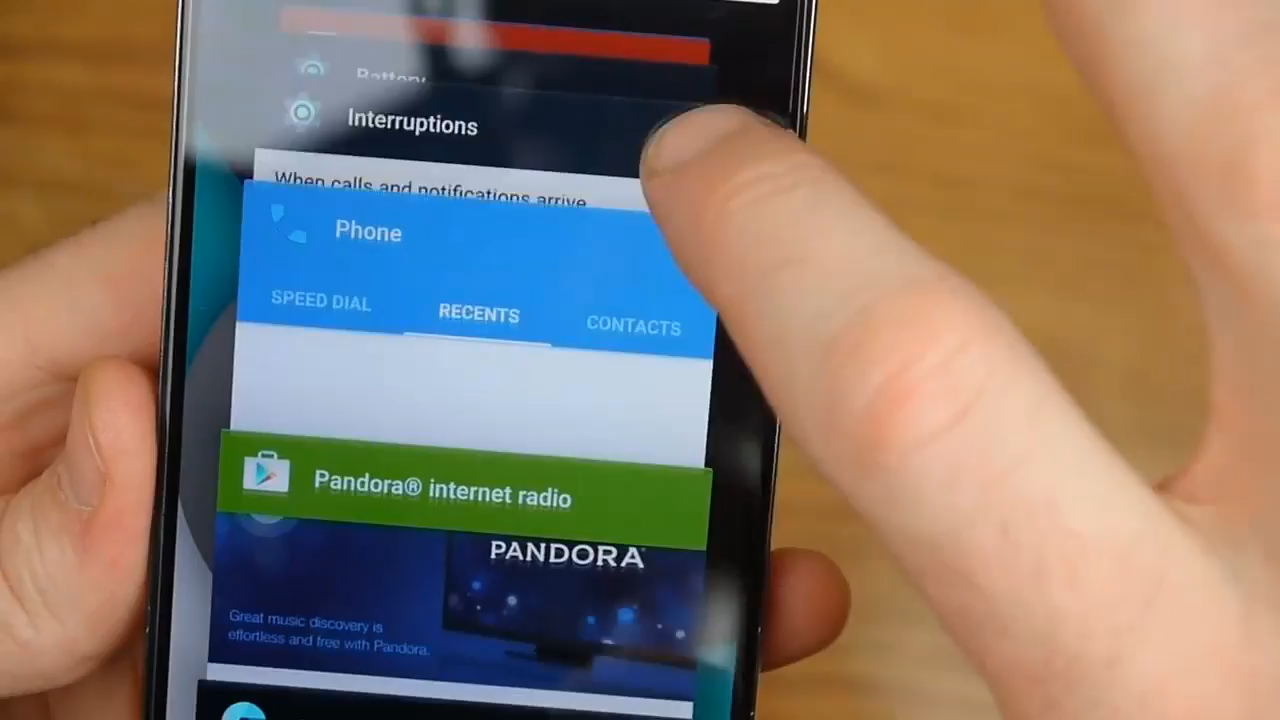 Battery
Interruptions
When calls and notifications arrive
Phone
SPEED DIAL
RECENTS
CONTACTS
Pandora® internet radio
PANDORA
Great music discovery is
effortless and free with Pandora.